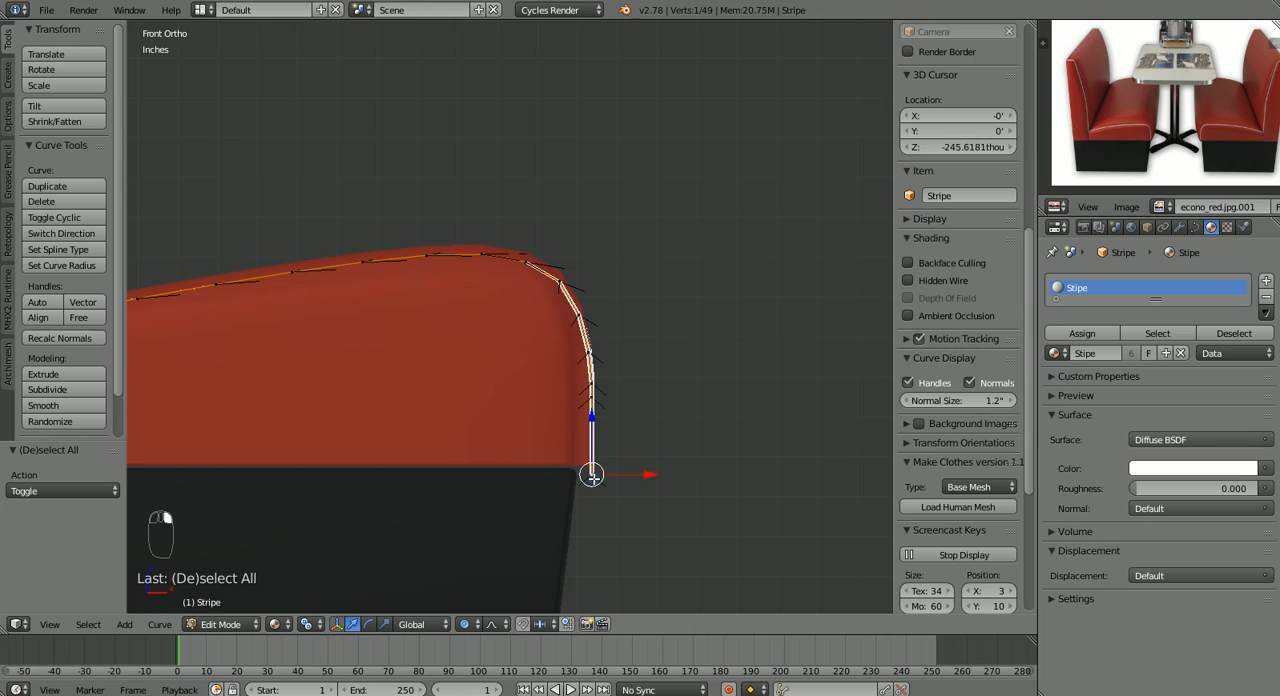 File Render Window Help Default Scene Cycles Render v2.78 | Verts:1/49 | Mem:20.75M | Stripe
Tools
Create
Options
Grease Pencil
Retopology
MHX2 Runtime
Archimesh
Transform
Translate
Rotate
Scale
Tilt
Shrink/Fatten
Curve Tools
Curve:
Duplicate
Delete
Toggle Cyclic
Switch Direction
Set Spline Type
Set Curve Radius
Handles:
Auto Vector
Align Free
Recalc Normals
Modeling:
Extrude
Subdivide
Smooth
Randomize
(De)select All
Action
Toggle
Front Ortho
Inches
Last: (De)select All
(1) Stripe
Camera
Render Border
3D Cursor
Location:
X: -0'
Y: 0'
Z: -245.6181thou
Item
Stripe
Display
Shading
Backface Culling
Hidden Wire
Depth Of Field
Ambient Occlusion
Motion Tracking
Curve Display
Handles Normals
Normal Size: 1.2"
Background Images
Transform Orientations
Make Clothes version 1.1
Type: Base Mesh
Load Human Mesh
Screencast Keys
Stop Display
Size: Position:
Tex: 34 X: 3
Mo: 60 Y: 10
View Image econo_red.jpg.001 F
Stripe Stipe
Stipe
Assign Select Deselect
Stipe 6 F Data
Custom Properties
Preview
Surface
Surface: Diffuse BSDF
Color:
Roughness: 0.000
Normal: Default
Volume
Displacement
Displacement: Default
Settings
View Select Add Curve Edit Mode Global
-50 -40 -30 -20 -10 0 10 20 30 40 50 60 70 80 90 100 110 120 130 140 150 160 170 180 190 200 210 220 230 240 250 260 270 280
View Marker Frame Playback Start: 1 End: 250 1 No Sync